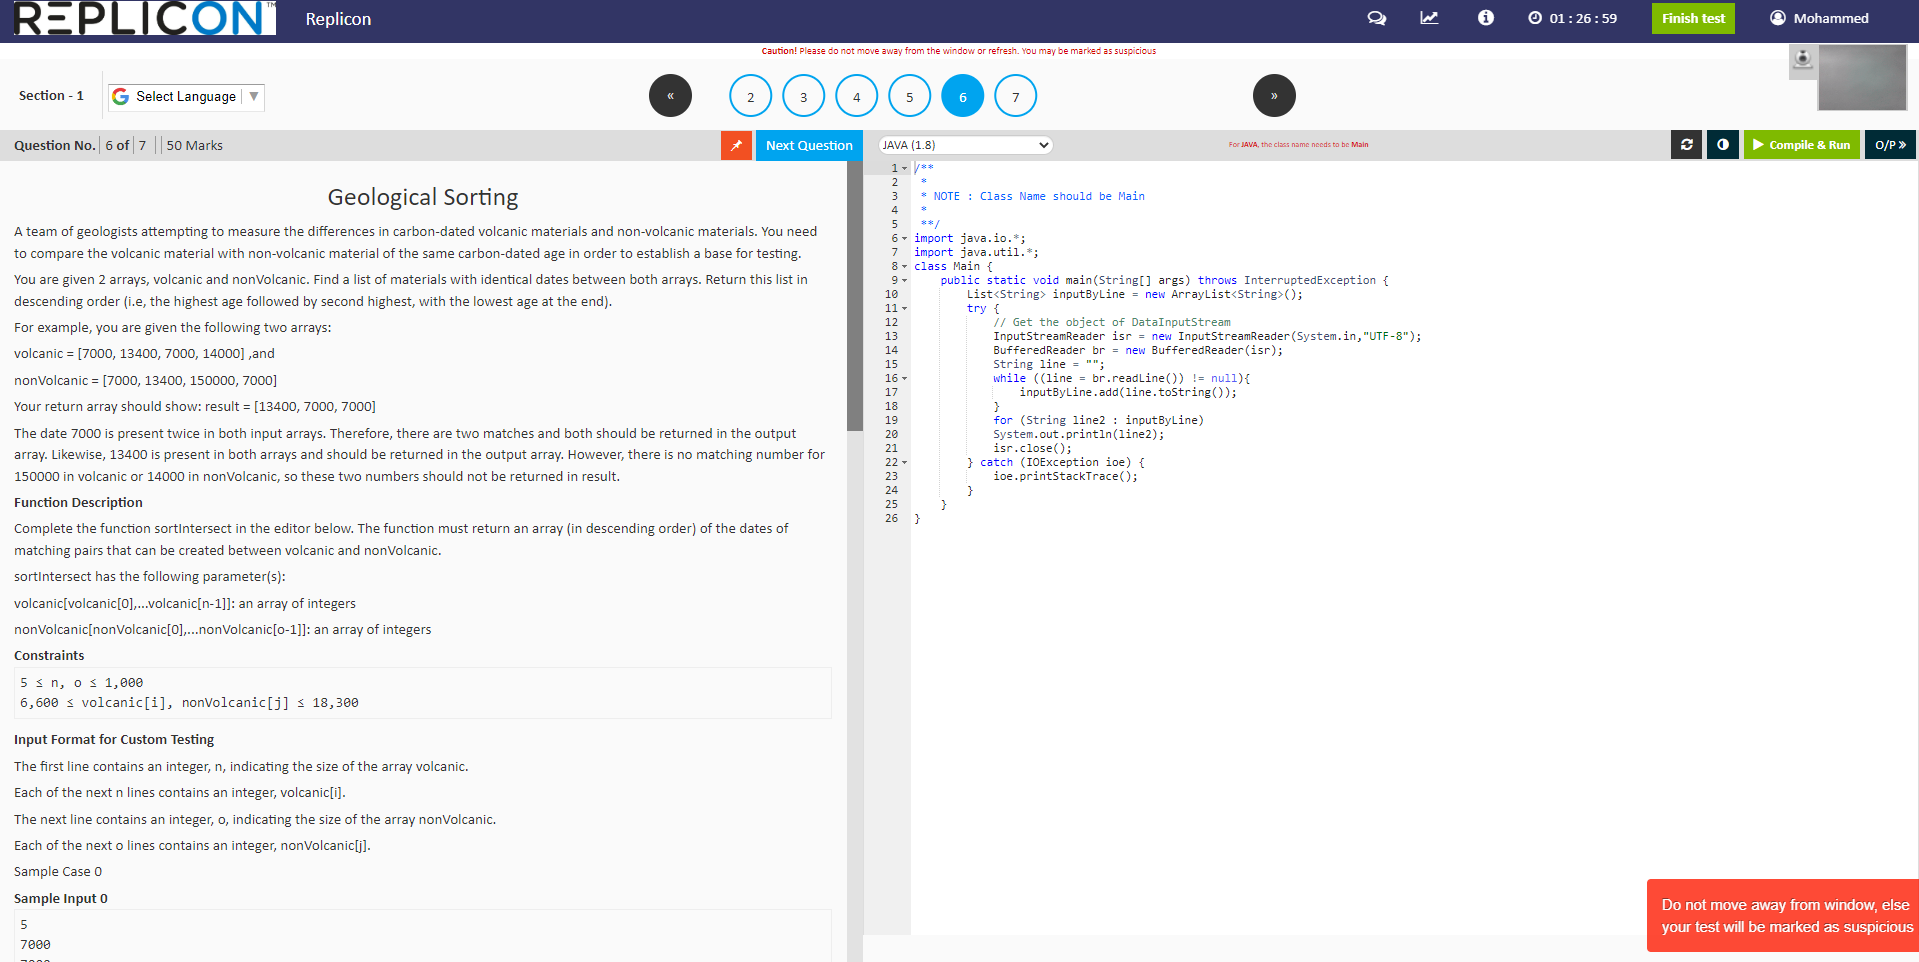 REPLICON™ Replicon 01 : 26 : 59 Finish test Mohammed
Caution! Please do not move away from the window or refresh. You may be marked as suspicious
Section - 1 G Select Language ▼ « 2 3 4 5 6 7 »
Question No. 6 of 7 50 Marks Next Question JAVA (1.8) For JAVA, the class name needs to be Main Compile & Run O/P »
Geological Sorting
A team of geologists attempting to measure the differences in carbon-dated volcanic materials and non-volcanic materials. You need
to compare the volcanic material with non-volcanic material of the same carbon-dated age in order to establish a base for testing.
You are given 2 arrays, volcanic and nonVolcanic. Find a list of materials with identical dates between both arrays. Return this list in
descending order (i.e, the highest age followed by second highest, with the lowest age at the end).
For example, you are given the following two arrays:
volcanic = [7000, 13400, 7000, 14000] ,and
nonVolcanic = [7000, 13400, 150000, 7000]
Your return array should show: result = [13400, 7000, 7000]
The date 7000 is present twice in both input arrays. Therefore, there are two matches and both should be returned in the output
array. Likewise, 13400 is present in both arrays and should be returned in the output array. However, there is no matching number for
150000 in volcanic or 14000 in nonVolcanic, so these two numbers should not be returned in result.
Function Description
Complete the function sortIntersect in the editor below. The function must return an array (in descending order) of the dates of
matching pairs that can be created between volcanic and nonVolcanic.
sortIntersect has the following parameter(s):
volcanic[volcanic[0],...volcanic[n-1]]: an array of integers
nonVolcanic[nonVolcanic[0],...nonVolcanic[o-1]]: an array of integers
Constraints
5 ≤ n, o ≤ 1,000
6,600 ≤ volcanic[i], nonVolcanic[j] ≤ 18,300
Input Format for Custom Testing
The first line contains an integer, n, indicating the size of the array volcanic.
Each of the next n lines contains an integer, volcanic[i].
The next line contains an integer, o, indicating the size of the array nonVolcanic.
Each of the next o lines contains an integer, nonVolcanic[j].
Sample Case 0
Sample Input 0
5
7000
1 /**
2 *
3 * NOTE : Class Name should be Main
4 *
5 **/
6 import java.io.*;
7 import java.util.*;
8 class Main {
9 public static void main(String[] args) throws InterruptedException {
10 List<String> inputByLine = new ArrayList<String>();
11 try {
12 // Get the object of DataInputStream
13 InputStreamReader isr = new InputStreamReader(System.in,"UTF-8");
14 BufferedReader br = new BufferedReader(isr);
15 String line = "";
16 while ((line = br.readLine()) != null){
17 inputByLine.add(line.toString());
18 }
19 for (String line2 : inputByLine)
20 System.out.println(line2);
21 isr.close();
22 } catch (IOException ioe) {
23 ioe.printStackTrace();
24 }
25 }
26 }
Do not move away from window, else
your test will be marked as suspicious